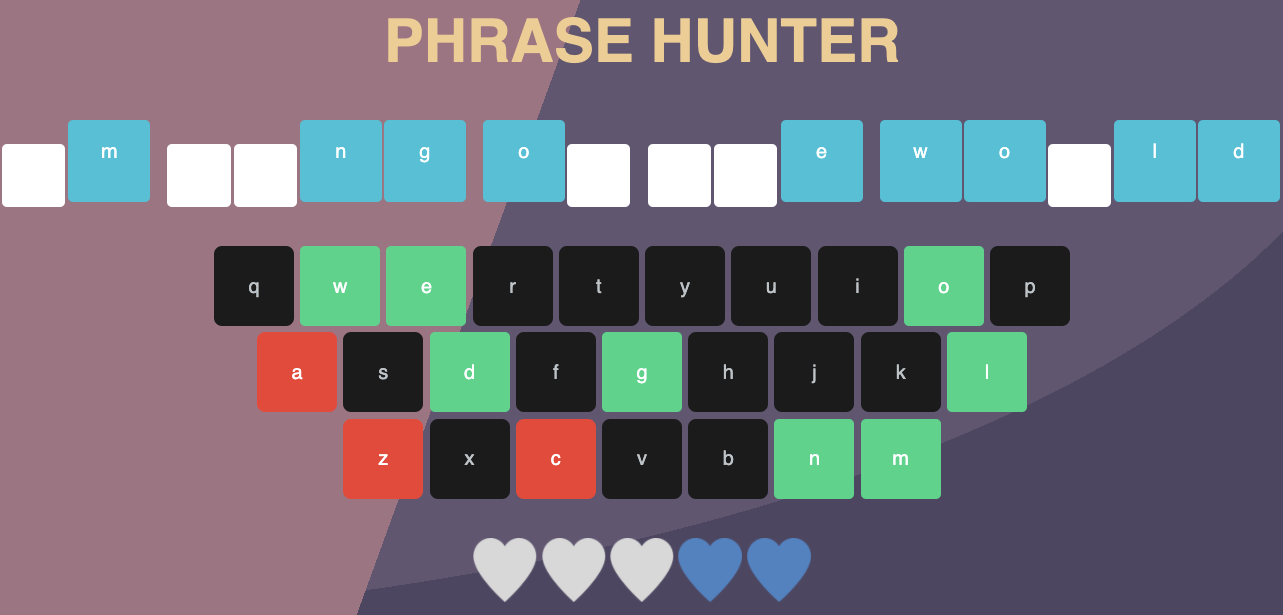 PHRASE HUNTER
m n g o e w o l d
q w e r t y u i o p
a s d f g h j k l
z x c v b n m